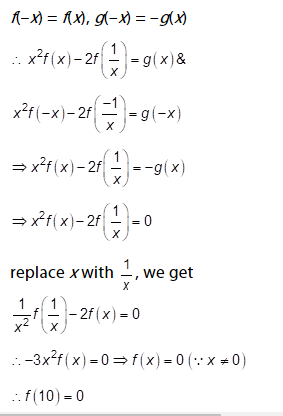 f(-x) = f(x), g(-x) = -g(x)
∴ x²f(x) - 2f(1/x) = g(x)&
x²f(-x) - 2f(-1/x) = g(-x)
⇒ x²f(x) - 2f(1/x) = -g(x)
⇒ x²f(x) - 2f(1/x) = 0
replace x with 1/x, we get
1/x² f(1/x) - 2f(x) = 0
∴ -3x²f(x) = 0 ⇒ f(x) = 0 (∵ x ≠ 0)
∴ f(10) = 0